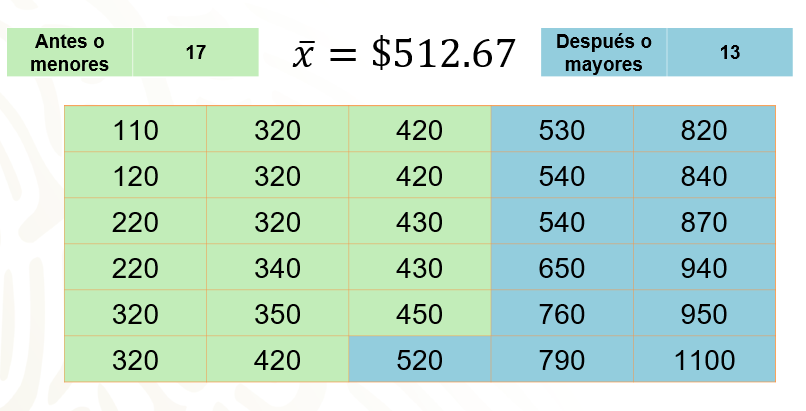 Antes o menores 17
x̄ = $512.67
Después o mayores 13
110 320 420 530 820
120 320 420 540 840
220 320 430 540 870
220 340 430 650 940
320 350 450 760 950
320 420 520 790 1100